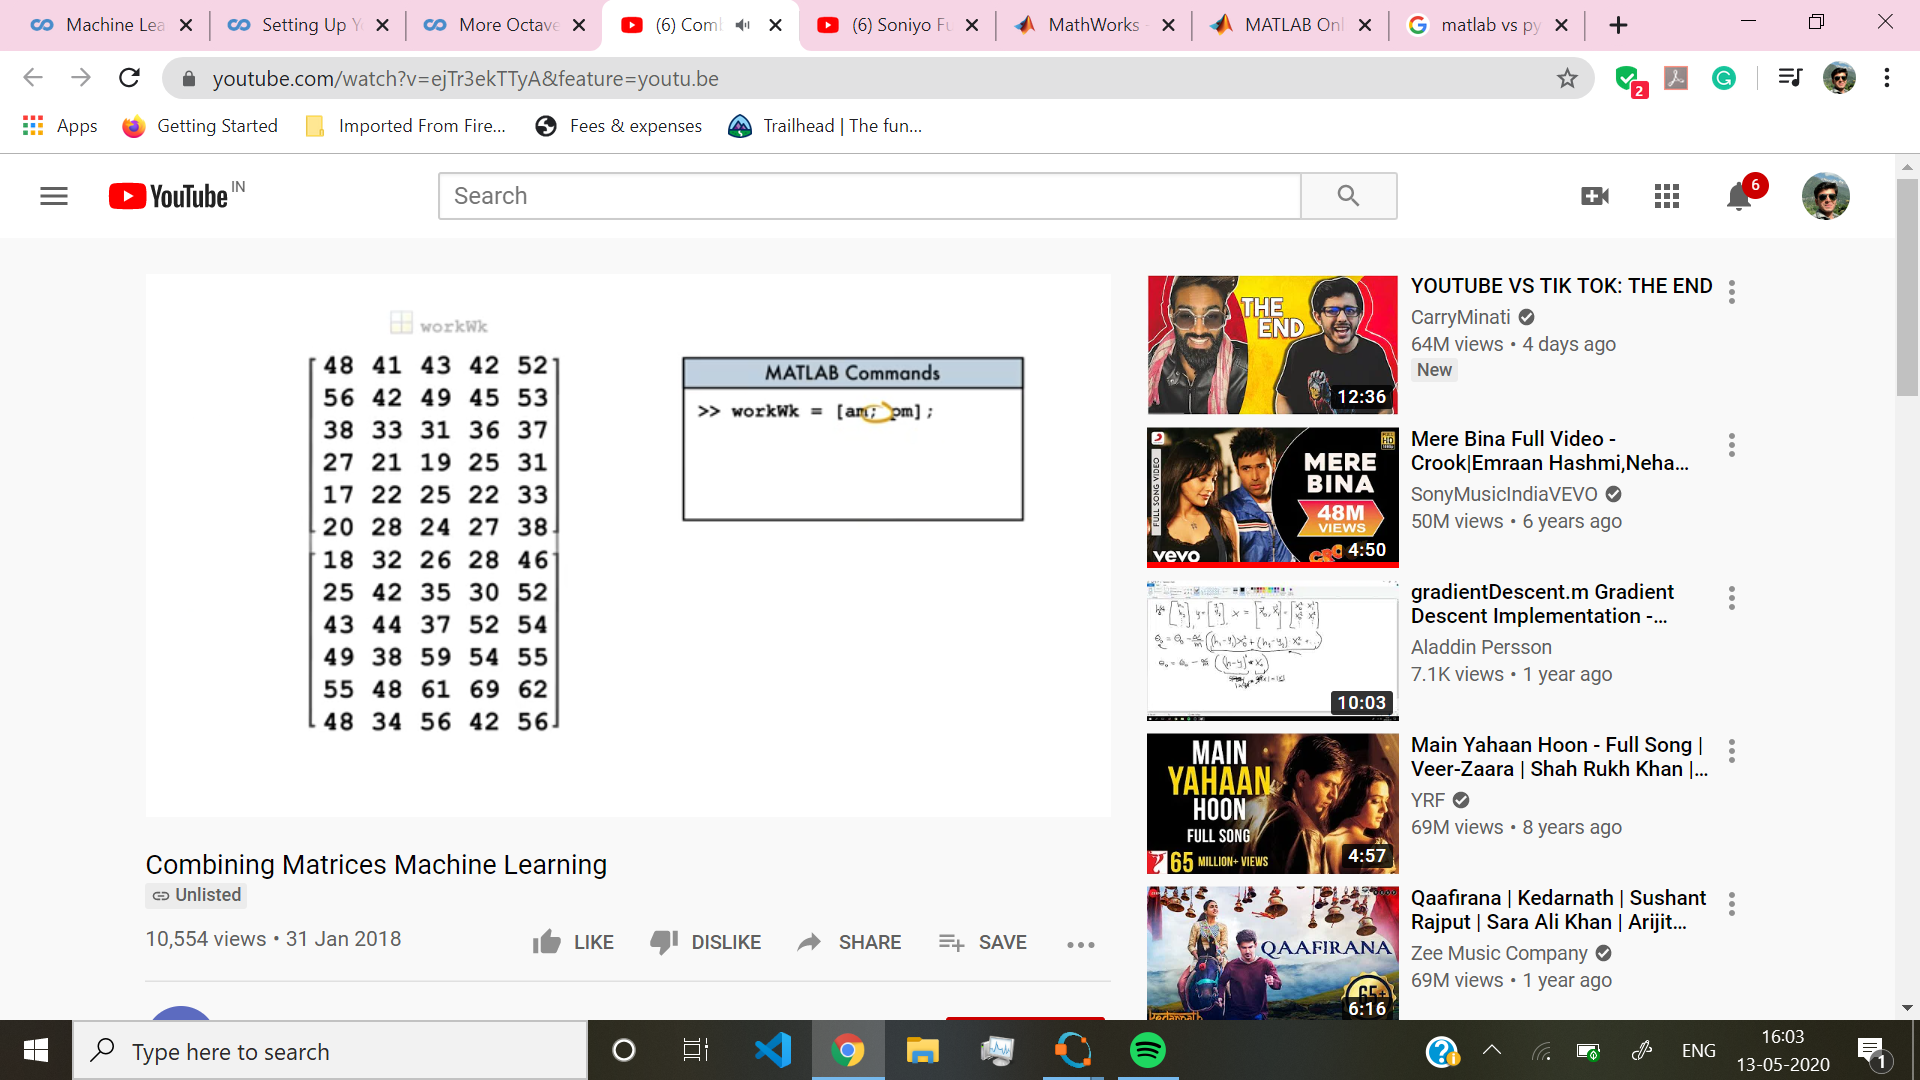 Machine Lea
Setting Up Y
More Octave
(6) Com
(6) Soniyo Fu
MathWorks -
MATLAB Onl
matlab vs py
youtube.com/watch?v=ejTr3ekTTyA&feature=youtu.be
2
Apps
Getting Started
Imported From Fire...
Fees & expenses
Trailhead | The fun...
YouTube IN
Search
6
workWk
48 41 43 42 52
56 42 49 45 53
38 33 31 36 37
27 21 19 25 31
17 22 25 22 33
20 28 24 27 38
18 32 26 28 46
25 42 35 30 52
43 44 37 52 54
49 38 59 54 55
55 48 61 69 62
48 34 56 42 56
MATLAB Commands
>> workWk = [am; pm];
Combining Matrices Machine Learning
Unlisted
10,554 views • 31 Jan 2018
LIKE
DISLIKE
SHARE
SAVE
THE
END
12:36
YOUTUBE VS TIK TOK: THE END
CarryMinati
64M views • 4 days ago
New
FULL SONG VIDEO
HD
MERE
BINA
48M
VIEWS
vevo
4:50
Mere Bina Full Video -
Crook|Emraan Hashmi,Neha...
SonyMusicIndiaVEVO
50M views • 6 years ago
10:03
gradientDescent.m Gradient
Descent Implementation -...
Aladdin Persson
7.1K views • 1 year ago
MAIN
YAHAAN
HOON
FULL SONG
65 MILLION+ VIEWS
4:57
Main Yahaan Hoon - Full Song |
Veer-Zaara | Shah Rukh Khan |...
YRF
69M views • 8 years ago
QAAFIRANA
65+
kedarnath
6:16
Qaafirana | Kedarnath | Sushant
Rajput | Sara Ali Khan | Arijit...
Zee Music Company
69M views • 1 year ago
Type here to search
ENG
16:03
13-05-2020
1